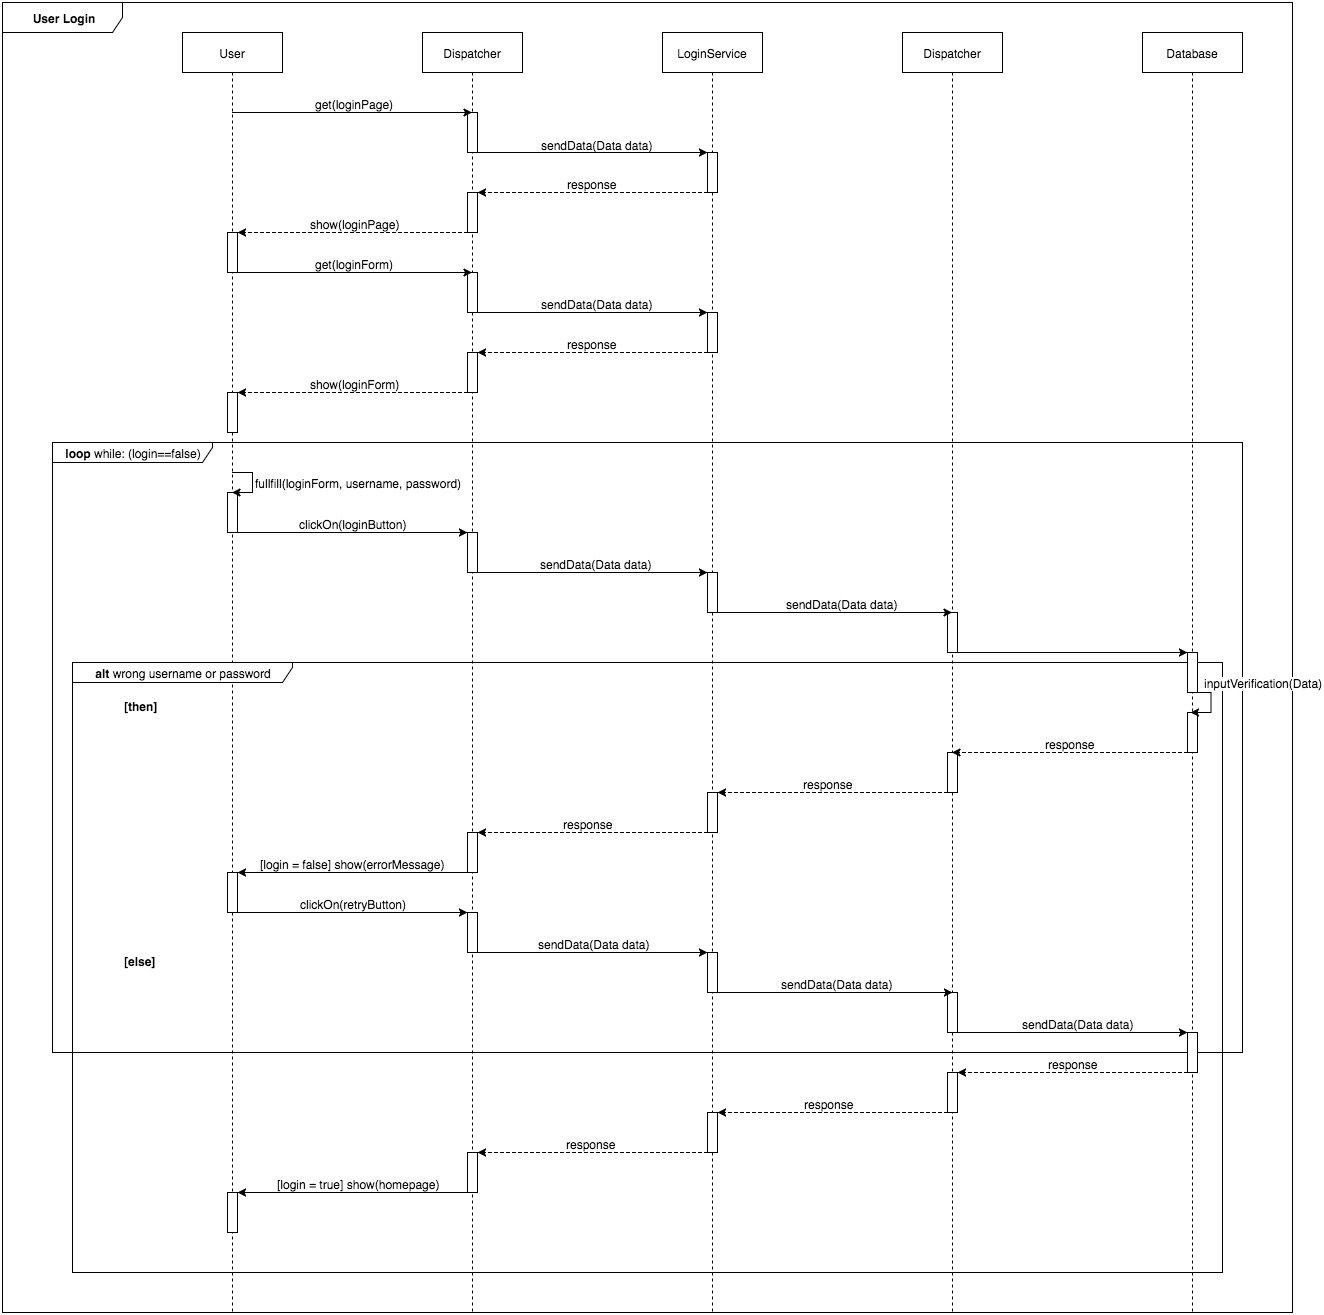 User Login
User
Dispatcher
LoginService
Dispatcher
Database
get(loginPage)
sendData(Data data)
response
show(loginPage)
get(loginForm)
sendData(Data data)
response
show(loginForm)
loop while: (login==false)
fullfill(loginForm, username, password)
clickOn(loginButton)
sendData(Data data)
sendData(Data data)
alt wrong username or password
inputVerification(Data)
[then]
response
response
response
[login = false] show(errorMessage)
clickOn(retryButton)
sendData(Data data)
[else]
sendData(Data data)
sendData(Data data)
response
response
response
[login = true] show(homepage)